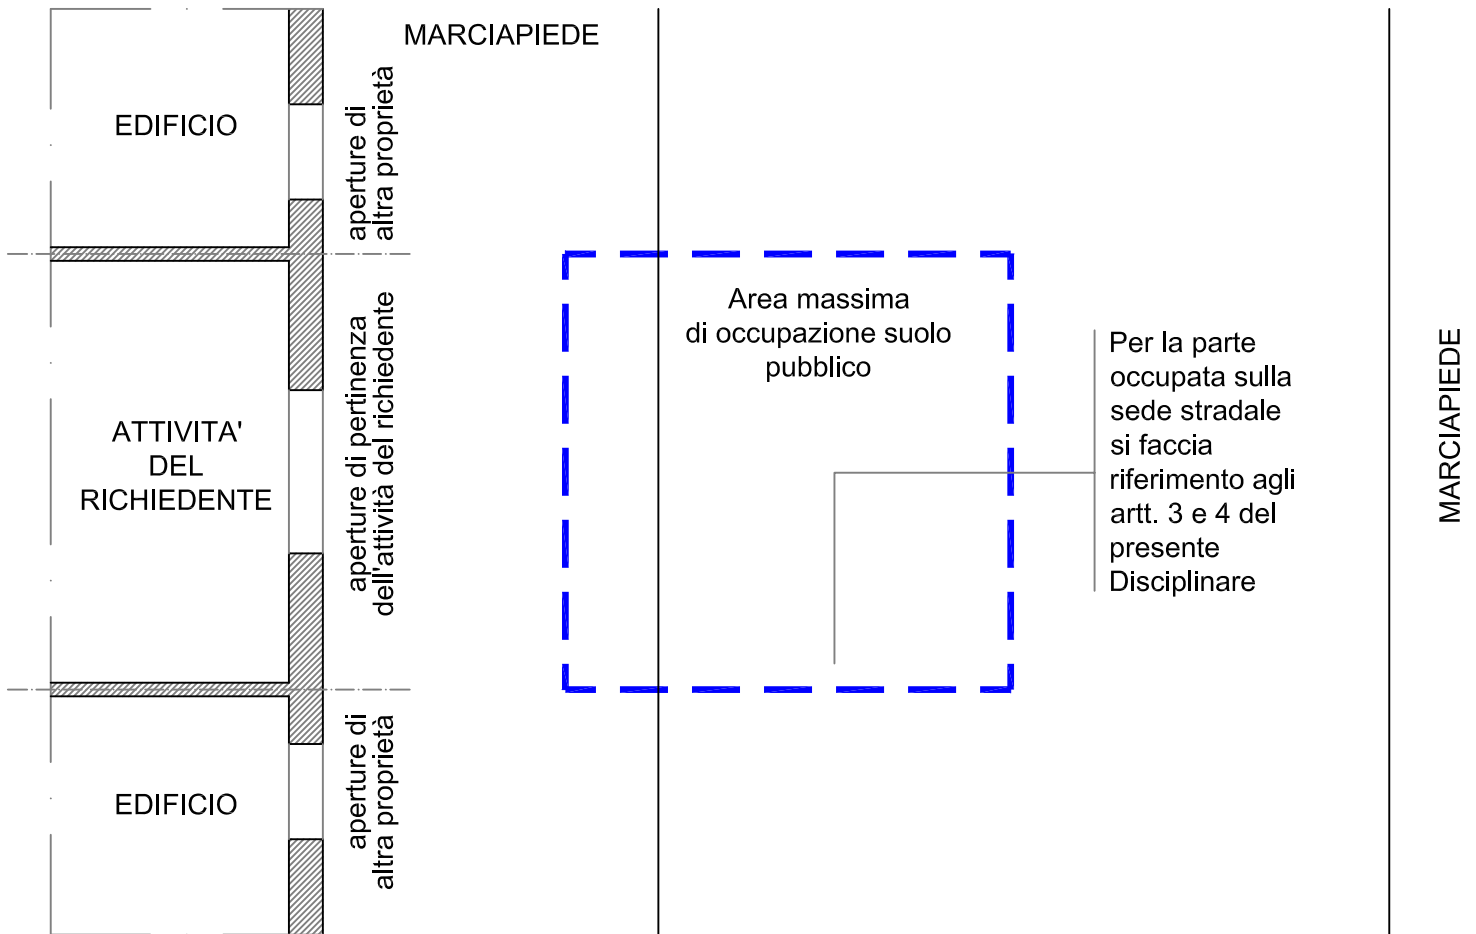 MARCIAPIEDE
EDIFICIO
aperture di
altra proprietà
ATTIVITA'
DEL
RICHIEDENTE
aperture di pertinenza
dell'attività del richiedente
Area massima
di occupazione suolo
pubblico
Per la parte
occupata sulla
sede stradale
si faccia
riferimento agli
artt. 3 e 4 del
presente
Disciplinare
MARCIAPIEDE
EDIFICIO
aperture di
altra proprietà